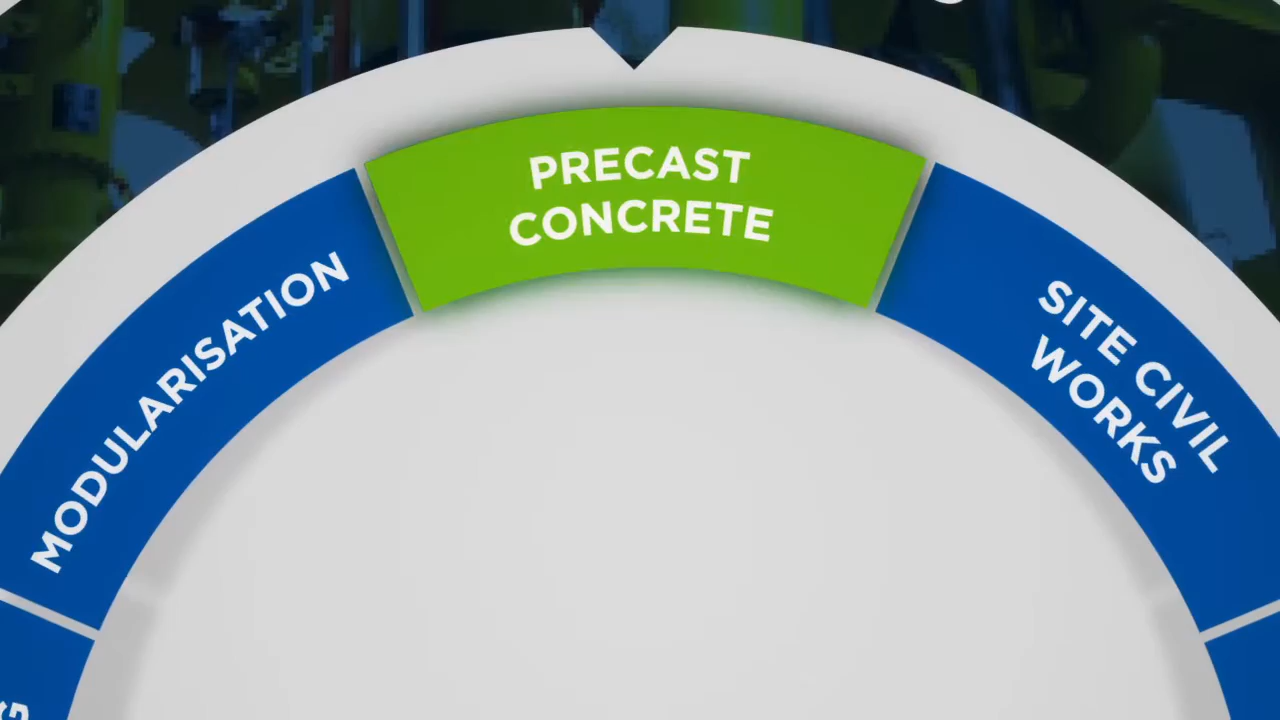 PRECAST
CONCRETE
MODULARISATION
SITE CIVIL
WORKS